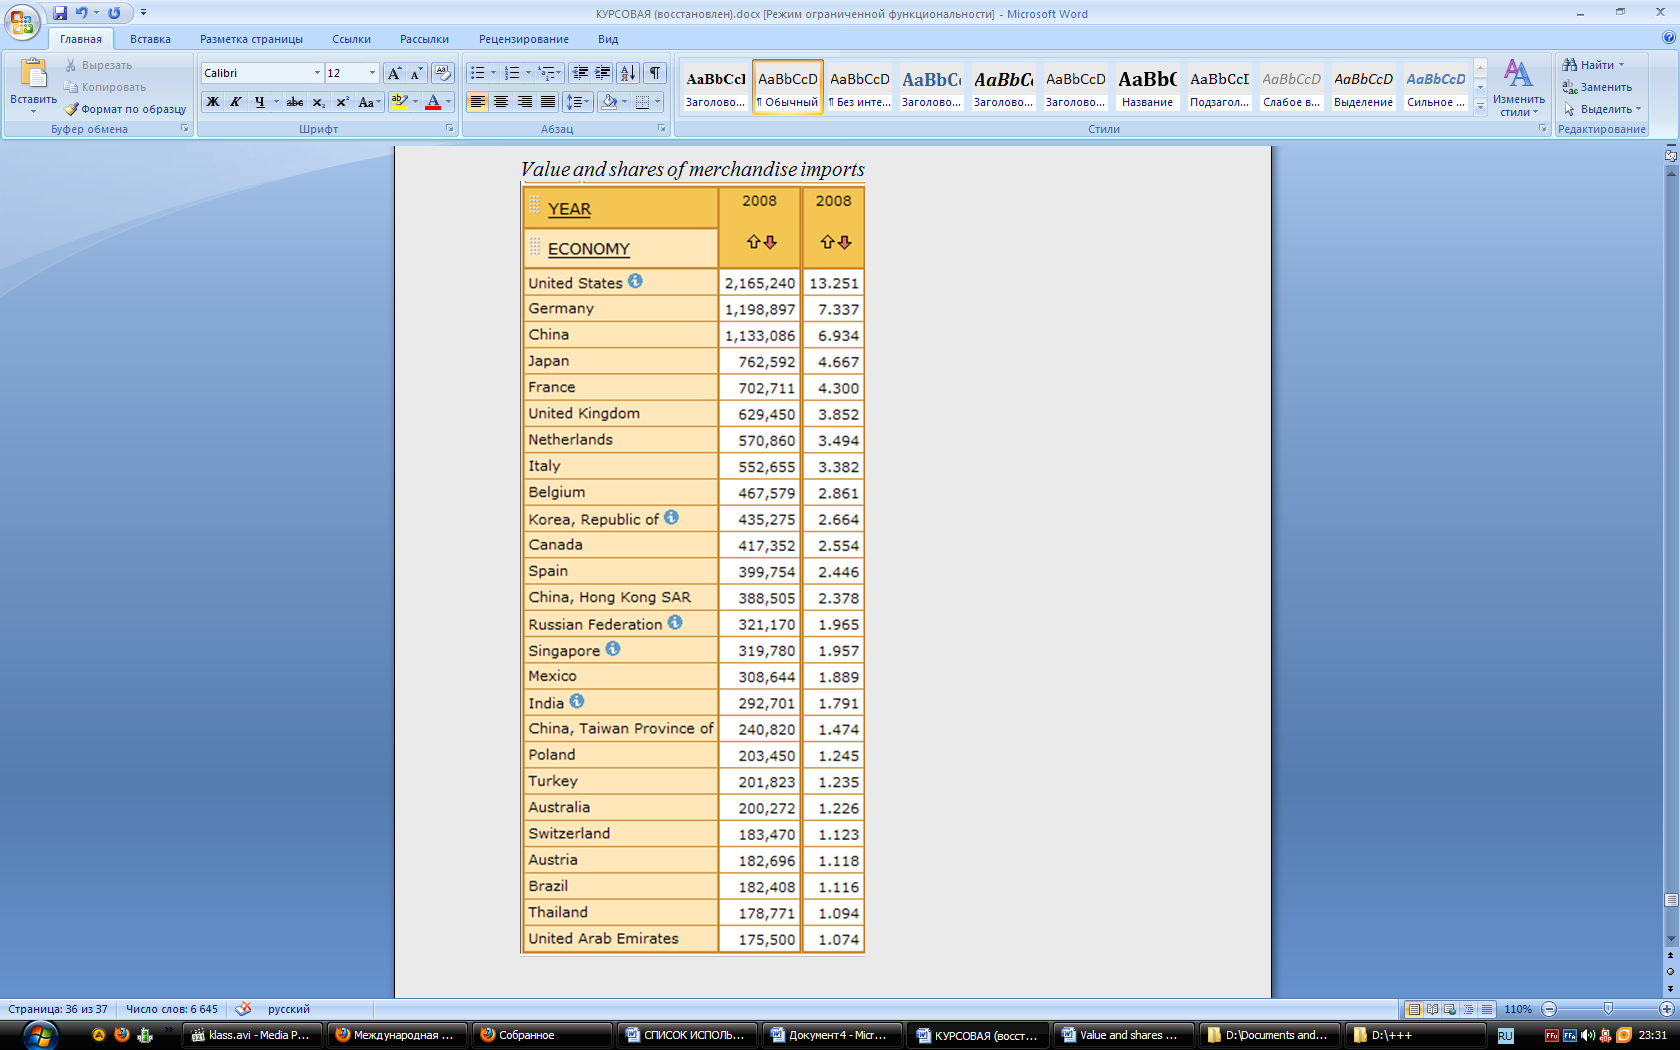 КУРСОВАЯ (восстановлен).docx [Режим ограниченной функциональности] - Microsoft Word
Главная Вставка Разметка страницы Ссылки Рассылки Рецензирование Вид
Вставить
Вырезать
Копировать
Формат по образцу
Буфер обмена
Calibri 12
Ж К Ч abc x₂ x² Aa A
Шрифт
Абзац
AaBbCcI AaBbCcD AaBbCcD AaBbC AaBbC AaBbCcD AaBbC AaBbCcI AaBbCcD AaBbCcD AaBbCcD
Заголово... ¶ Обычный ¶ Без инте... Заголово... Заголово... Заголово... Название Подзагол... Слабое в... Выделение Сильное ...
Изменить стили
Стили
Найти
Заменить
Выделить
Редактирование
Value and shares of merchandise imports
YEAR 2008 2008
ECONOMY
United States 2,165,240 13.251
Germany 1,198,897 7.337
China 1,133,086 6.934
Japan 762,592 4.667
France 702,711 4.300
United Kingdom 629,450 3.852
Netherlands 570,860 3.494
Italy 552,655 3.382
Belgium 467,579 2.861
Korea, Republic of 435,275 2.664
Canada 417,352 2.554
Spain 399,754 2.446
China, Hong Kong SAR 388,505 2.378
Russian Federation 321,170 1.965
Singapore 319,780 1.957
Mexico 308,644 1.889
India 292,701 1.791
China, Taiwan Province of 240,820 1.474
Poland 203,450 1.245
Turkey 201,823 1.235
Australia 200,272 1.226
Switzerland 183,470 1.123
Austria 182,696 1.118
Brazil 182,408 1.116
Thailand 178,771 1.094
United Arab Emirates 175,500 1.074
Страница: 36 из 37 Число слов: 6 645 русский 110%
klass.avi - Media P... Международная ... Собранное СПИСОК ИСПОЛЬ... Документ4 - Micr... КУРСОВАЯ (восст... Value and shares ... D:\Documents and... D:\+++ RU 23:31